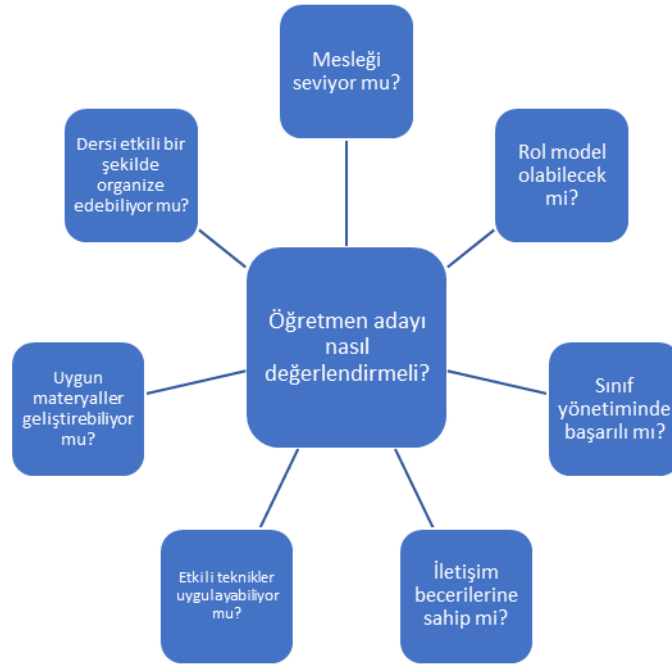 Mesleği
seviyor mu?
Dersi etkili bir
şekilde
organize
edebiliyor mu?
Rol model
olabilecek
mi?
Öğretmen adayı
nasıl
değerlendirmeli?
Uygun
materyaller
geliştirebiliyor
mu?
Sınıf
yönetiminde
başarılı mı?
Etkili teknikler
uygulayabiliyor
mu?
İletişim
becerilerine
sahip mi?